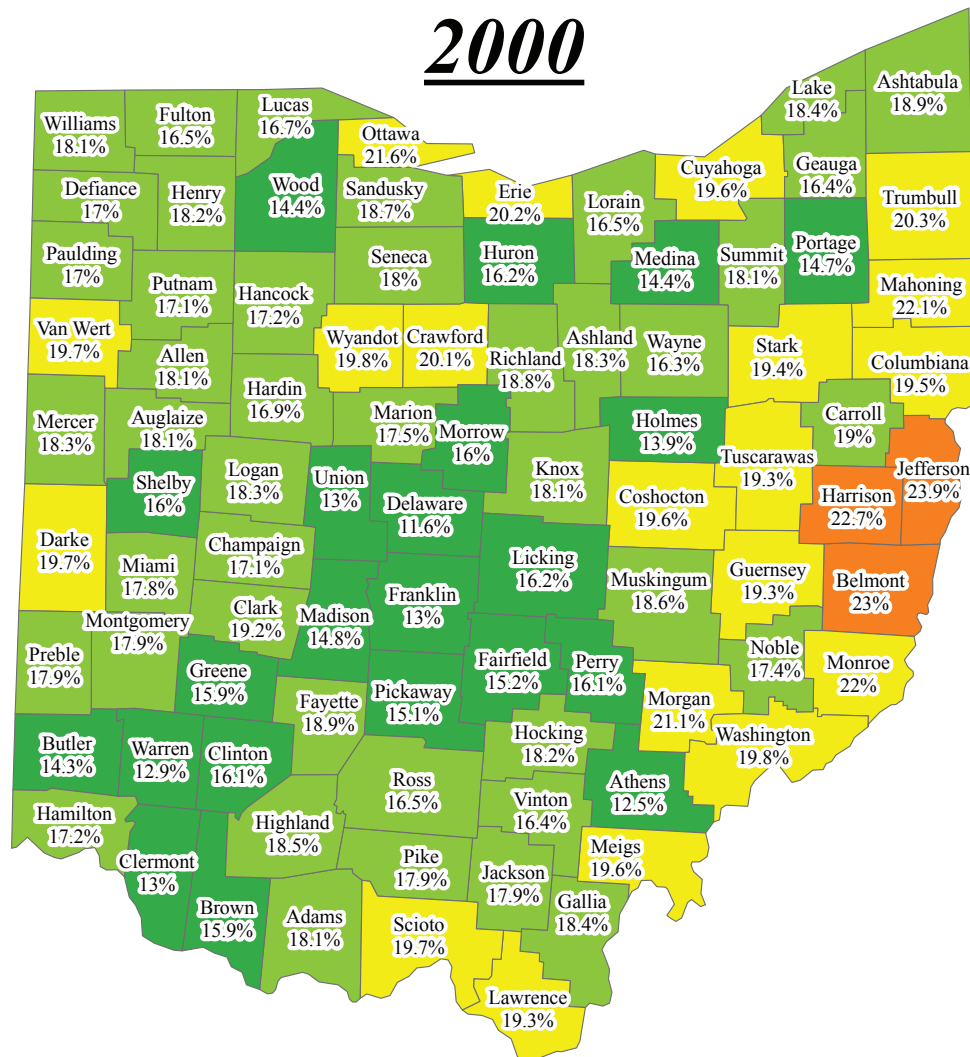 2000
Williams
18.1%
Fulton
16.5%
Lucas
16.7%
Ottawa
21.6%
Lake
18.4%
Ashtabula
18.9%
Defiance
17%
Henry
18.2%
Wood
14.4%
Sandusky
18.7%
Erie
20.2%
Lorain
16.5%
Cuyahoga
19.6%
Geauga
16.4%
Trumbull
20.3%
Paulding
17%
Putnam
17.1%
Hancock
17.2%
Seneca
18%
Huron
16.2%
Medina
14.4%
Summit
18.1%
Portage
14.7%
Mahoning
22.1%
Van Wert
19.7%
Allen
18.1%
Hardin
16.9%
Wyandot
19.8%
Crawford
20.1%
Richland
18.8%
Ashland
18.3%
Wayne
16.3%
Stark
19.4%
Columbiana
19.5%
Mercer
18.3%
Auglaize
18.1%
Marion
17.5%
Morrow
16%
Holmes
13.9%
Carroll
19%
Shelby
16%
Logan
18.3%
Union
13%
Delaware
11.6%
Knox
18.1%
Coshocton
19.6%
Tuscarawas
19.3%
Harrison
22.7%
Jefferson
23.9%
Darke
19.7%
Miami
17.8%
Champaign
17.1%
Clark
19.2%
Madison
14.8%
Franklin
13%
Licking
16.2%
Muskingum
18.6%
Guernsey
19.3%
Belmont
23%
Preble
17.9%
Montgomery
17.9%
Greene
15.9%
Fayette
18.9%
Pickaway
15.1%
Fairfield
15.2%
Perry
16.1%
Morgan
21.1%
Noble
17.4%
Monroe
22%
Butler
14.3%
Warren
12.9%
Clinton
16.1%
Ross
16.5%
Hocking
18.2%
Athens
12.5%
Washington
19.8%
Hamilton
17.2%
Clermont
13%
Highland
18.5%
Pike
17.9%
Vinton
16.4%
Jackson
17.9%
Meigs
19.6%
Brown
15.9%
Adams
18.1%
Scioto
19.7%
Gallia
18.4%
Lawrence
19.3%